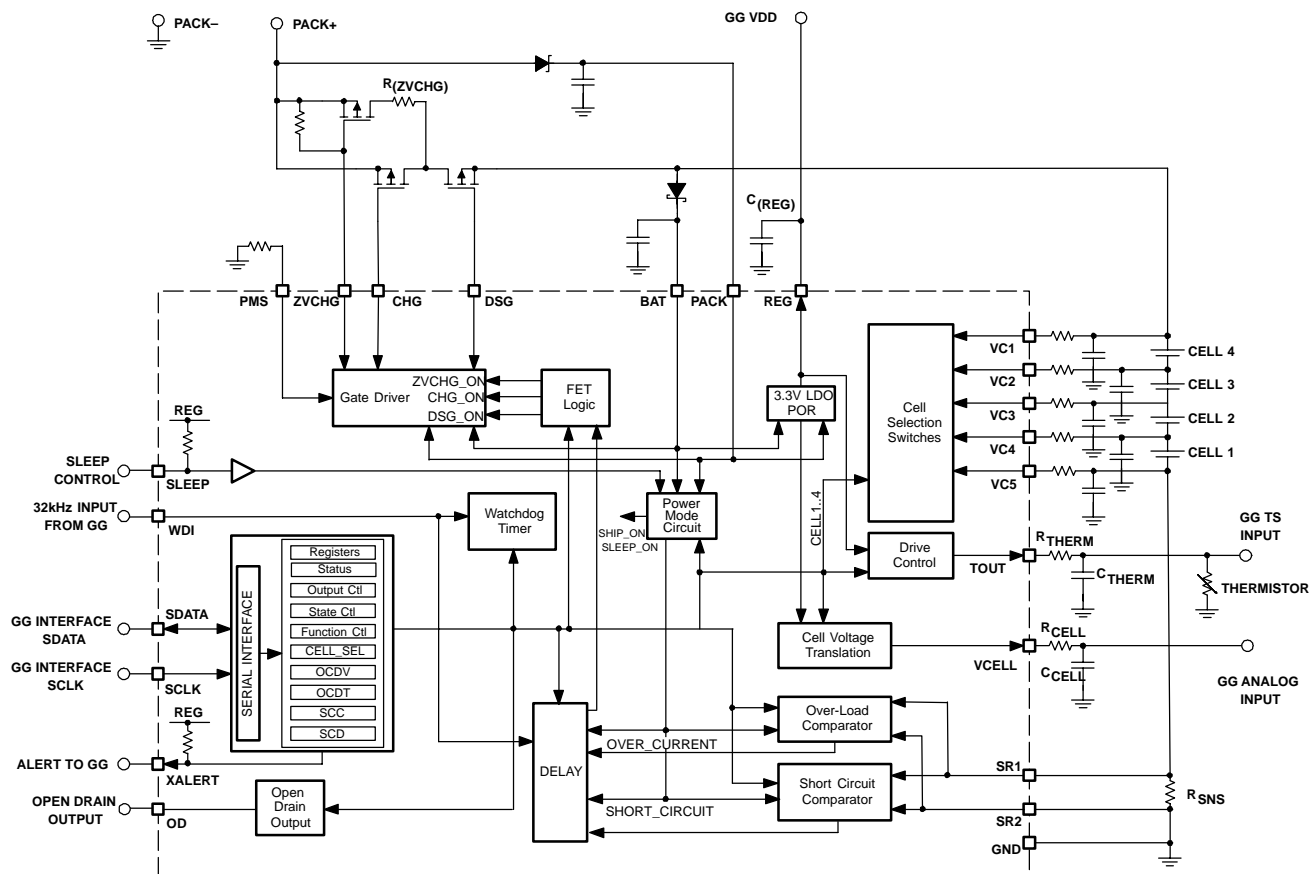 PACK–
PACK+
GG VDD
R(ZVCHG)
C(REG)
PMS
ZVCHG
CHG
DSG
BAT
PACK
REG
ZVCHG_ON
CHG_ON
DSG_ON
Gate Driver
FET
Logic
3.3V LDO
POR
Cell
Selection
Switches
VC1
VC2
VC3
VC4
VC5
CELL 4
CELL 3
CELL 2
CELL 1
REG
SLEEP
CONTROL
SLEEP
32kHz INPUT
FROM GG
WDI
Watchdog
Timer
SHIP_ON
SLEEP_ON
Power
Mode
Circuit
CELL1..4
Drive
Control
TOUT
RTHERM
CTHERM
GG TS
INPUT
THERMISTOR
SERIAL INTERFACE
Registers
Status
Output Ctl
State Ctl
Function Ctl
CELL_SEL
OCDV
OCDT
SCC
SCD
GG INTERFACE
SDATA
SDATA
GG INTERFACE
SCLK
SCLK
REG
ALERT TO GG
XALERT
OPEN DRAIN
OUTPUT
OD
Open
Drain
Output
DELAY
OVER_CURRENT
SHORT_CIRCUIT
Cell Voltage
Translation
VCELL
RCELL
CCELL
GG ANALOG
INPUT
Over-Load
Comparator
Short Circuit
Comparator
SR1
SR2
GND
RSNS